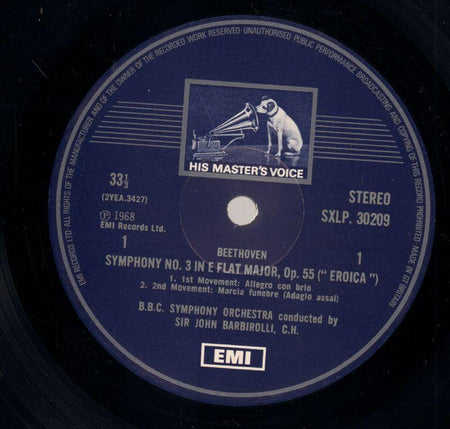 EMI RECORDS LTD ALL RIGHTS OF THE MANUFACTURER AND OF THE OWNER OF THE RECORDED WORK RESERVED·UNAUTHORISED PUBLIC PERFORMANCE BROADCASTING AND COPYING OF THIS RECORD PROHIBITED·MADE IN GT BRITAIN
HIS MASTER'S VOICE
33⅓
(2YEA.3427)
STEREO
SXLP. 30209
Ⓟ 1968
EMI Records Ltd.
1
1
BEETHOVEN
SYMPHONY NO. 3 IN E FLAT MAJOR, Op. 55 (" EROICA ")
1. 1st Movement: Allegro con brio
2. 2nd Movement: Marcia funebre (Adagio assai)
B.B.C. SYMPHONY ORCHESTRA conducted by
SIR JOHN BARBIROLLI, C.H.
EMI